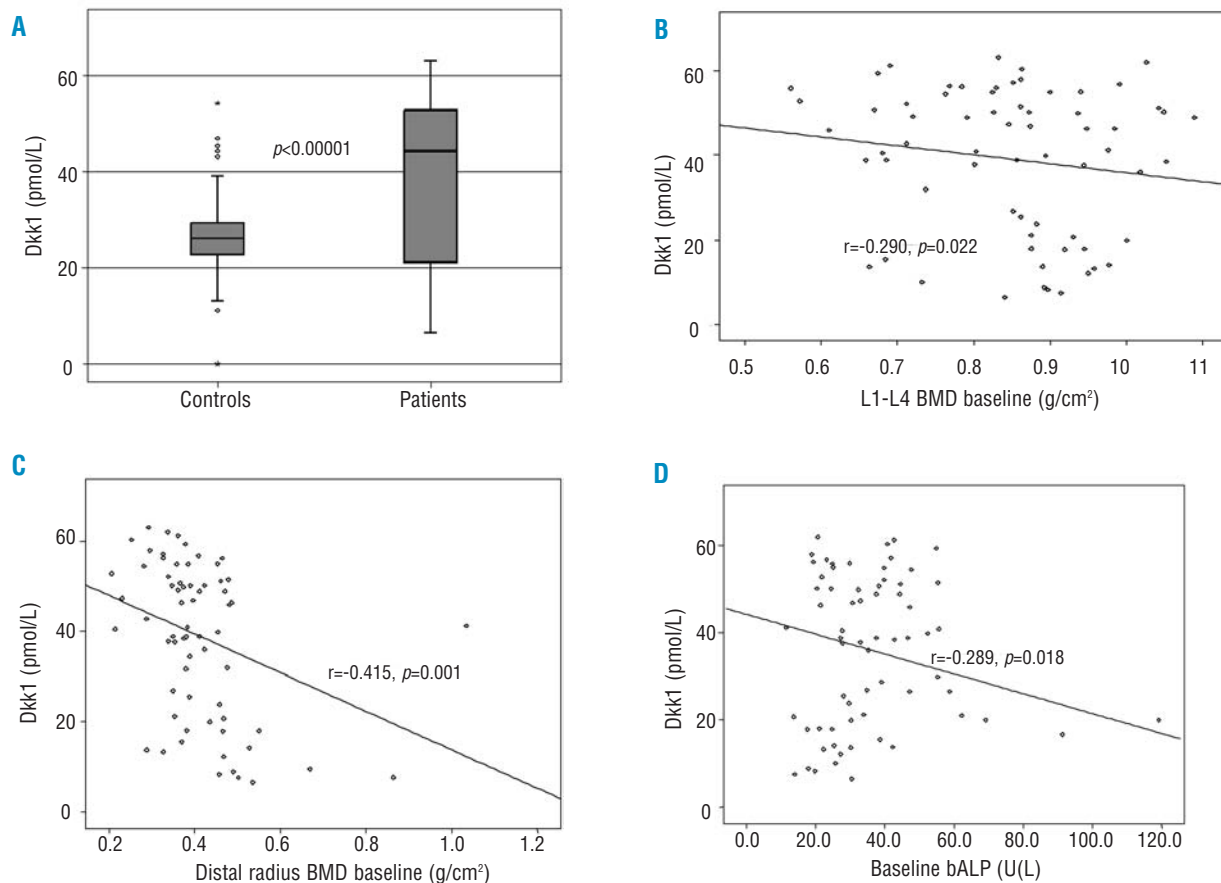 A
Dkk1 (pmol/L)
60
40
20
0
p<0.00001
Controls
Patients
B
Dkk1 (pmol/L)
60
40
20
0
r=-0.290, p=0.022
0.5 0.6 0.7 0.8 0.9 10 11
L1-L4 BMD baseline (g/cm²)
C
Dkk1 (pmol/L)
60
40
20
0
r=-0.415, p=0.001
0.2 0.4 0.6 0.8 1.0 1.2
Distal radius BMD baseline (g/cm²)
D
Dkk1 (pmol/L)
60
40
20
0
r=-0.289, p=0.018
0.0 20.0 40.0 60.0 80.0 100.0 120.0
Baseline bALP (U(L)